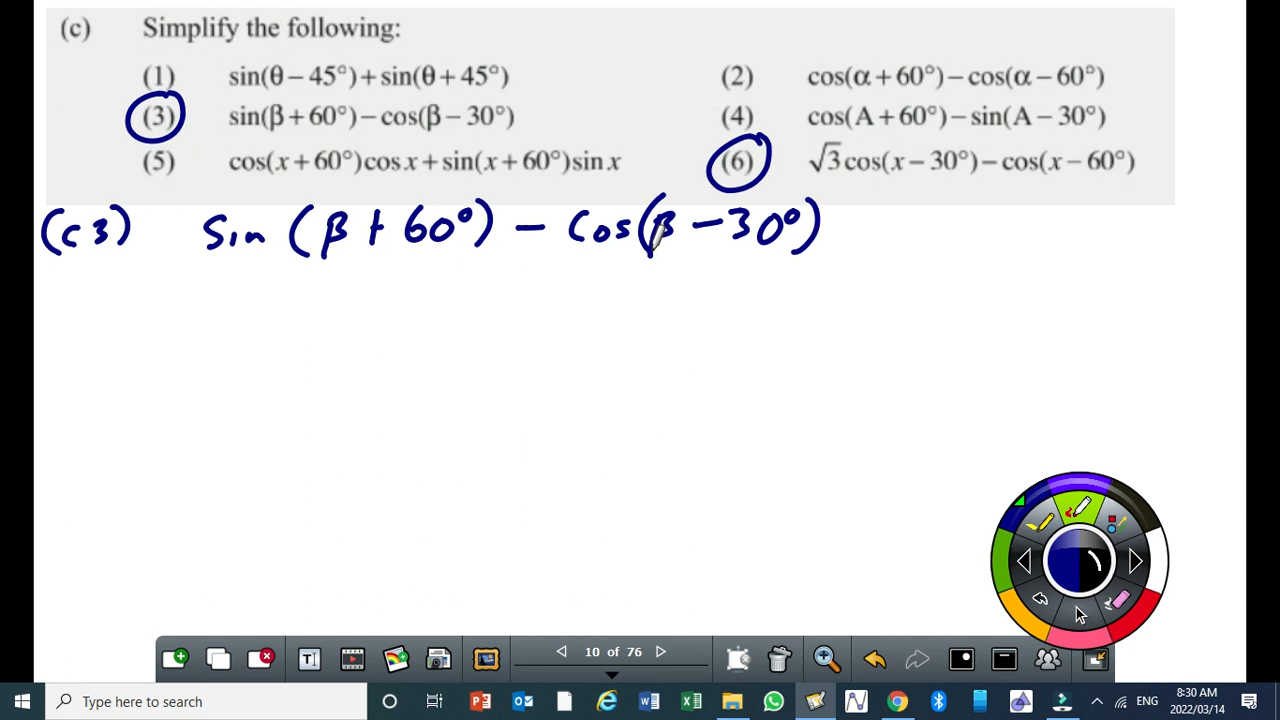 (c) Simplify the following:
(1) sin(θ − 45°) + sin(θ + 45°) (2) cos(α + 60°) − cos(α − 60°)
(3) sin(β + 60°) − cos(β − 30°) (4) cos(A + 60°) − sin(A − 30°)
(5) cos(x + 60°)cos x + sin(x + 60°)sin x (6) √3 cos(x − 30°) − cos(x − 60°)
(c 3) Sin (β + 60°) − Cos(β − 30°)
10 of 76
Type here to search
ENG
8:30 AM
2022/03/14